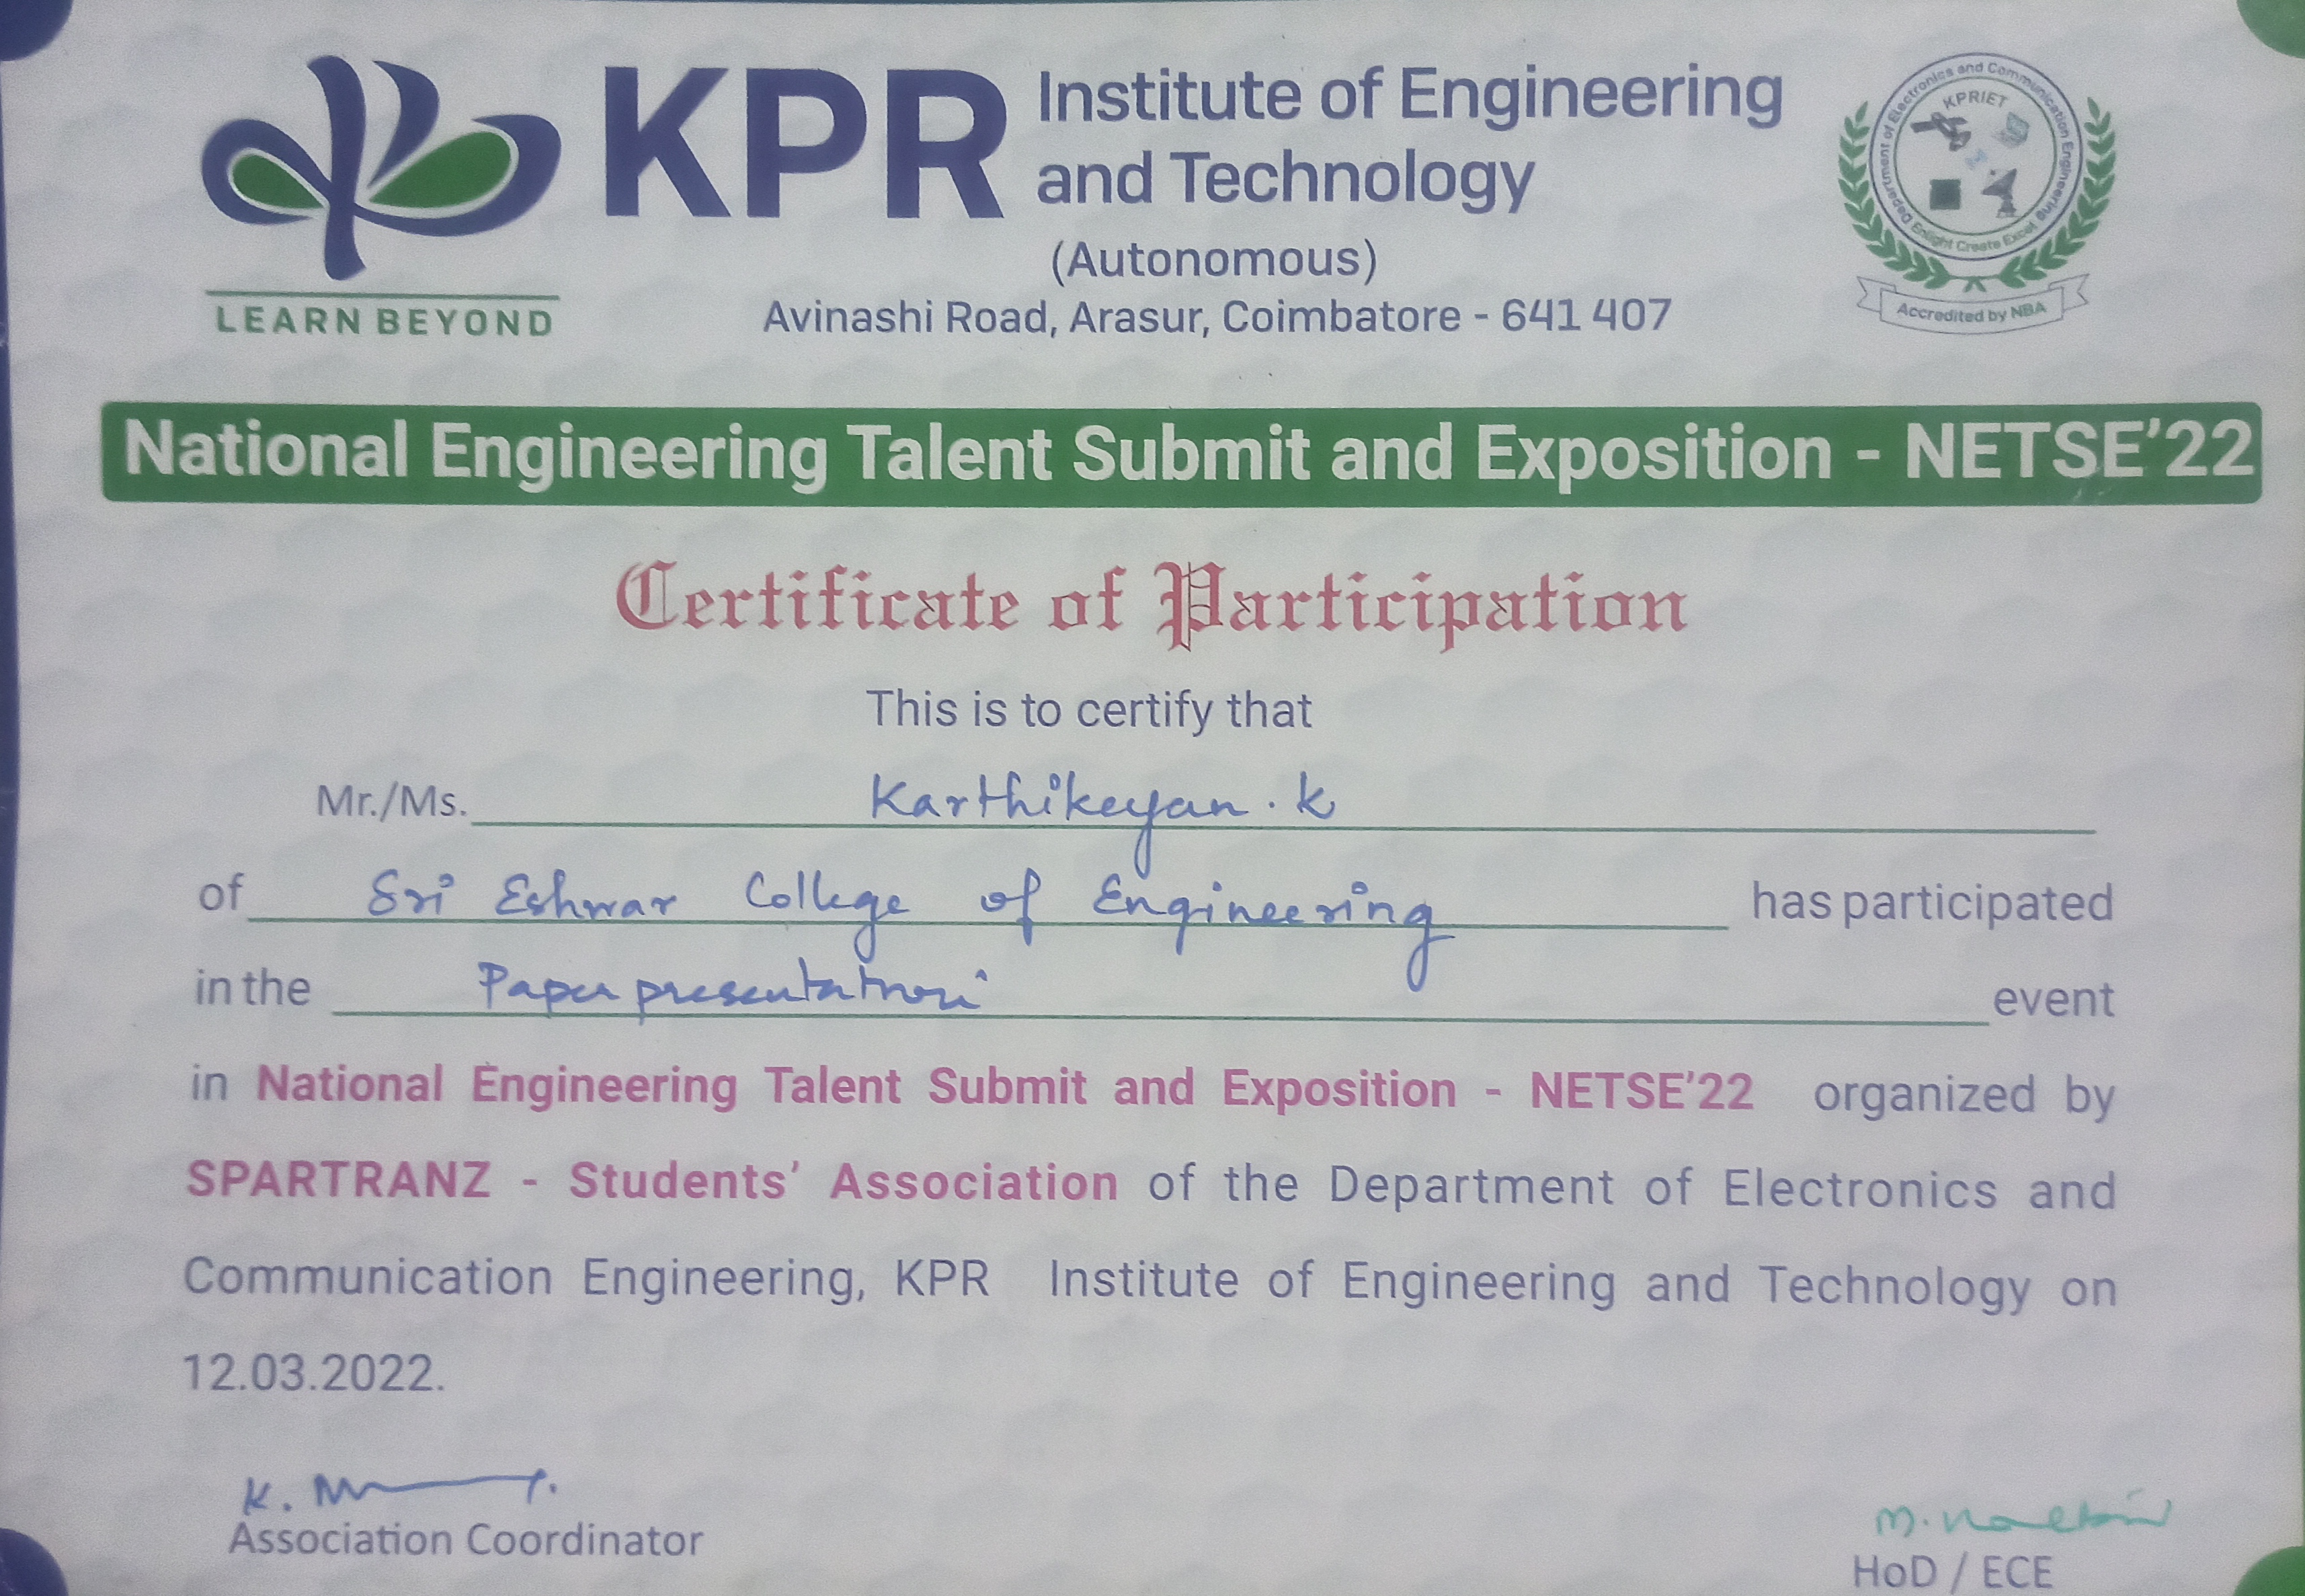 KPR Institute of Engineering
and Technology
(Autonomous)
Avinashi Road, Arasur, Coimbatore - 641 407
LEARN BEYOND
Department of Electronics and Communication Engineering
KPRIET
Enlight Create Excel
Accredited by NBA
National Engineering Talent Submit and Exposition - NETSE'22
Certificate of Participation
This is to certify that
Mr./Ms. Karthikeyan. K
of Sri Eshwar College of Engineering has participated
in the Paper presentation event
in National Engineering Talent Submit and Exposition - NETSE'22 organized by
SPARTRANZ - Students' Association of the Department of Electronics and
Communication Engineering, KPR Institute of Engineering and Technology on
12.03.2022.
K.
Association Coordinator
M.
HoD / ECE